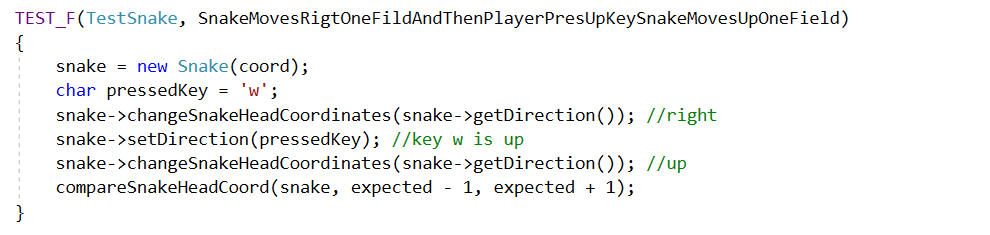 TEST_F(TestSnake, SnakeMovesRigtOneFildAndThenPlayerPresUpKeySnakeMovesUpOneField)
{
    snake = new Snake(coord);
    char pressedKey = 'w';
    snake->changeSnakeHeadCoordinates(snake->getDirection()); //right
    snake->setDirection(pressedKey); //key w is up
    snake->changeSnakeHeadCoordinates(snake->getDirection()); //up
    compareSnakeHeadCoord(snake, expected - 1, expected + 1);
}